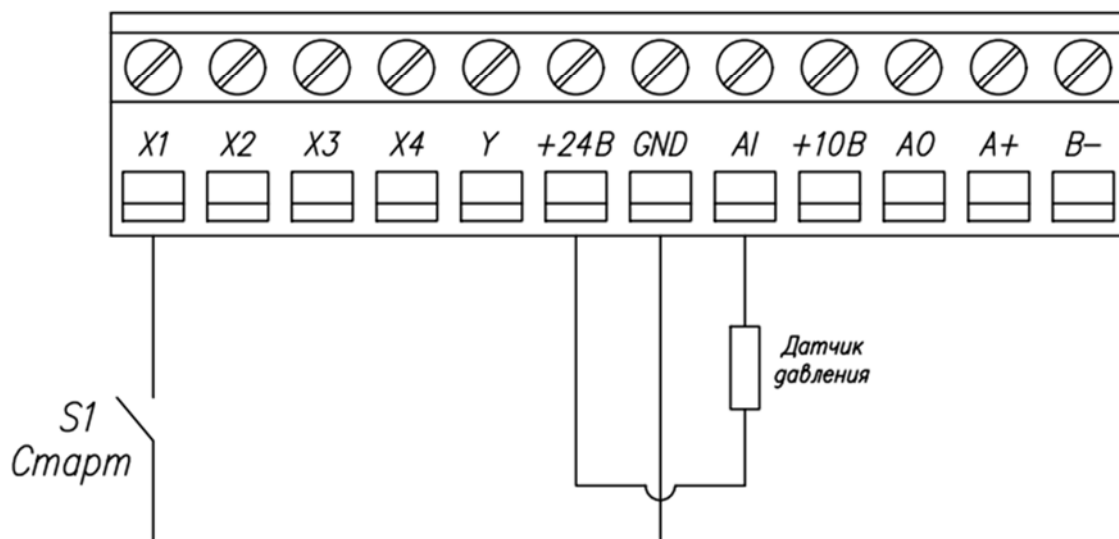 X1 X2 X3 X4 Y +24В GND AI +10В AO A+ B-
Датчик
давления
S1
Старт